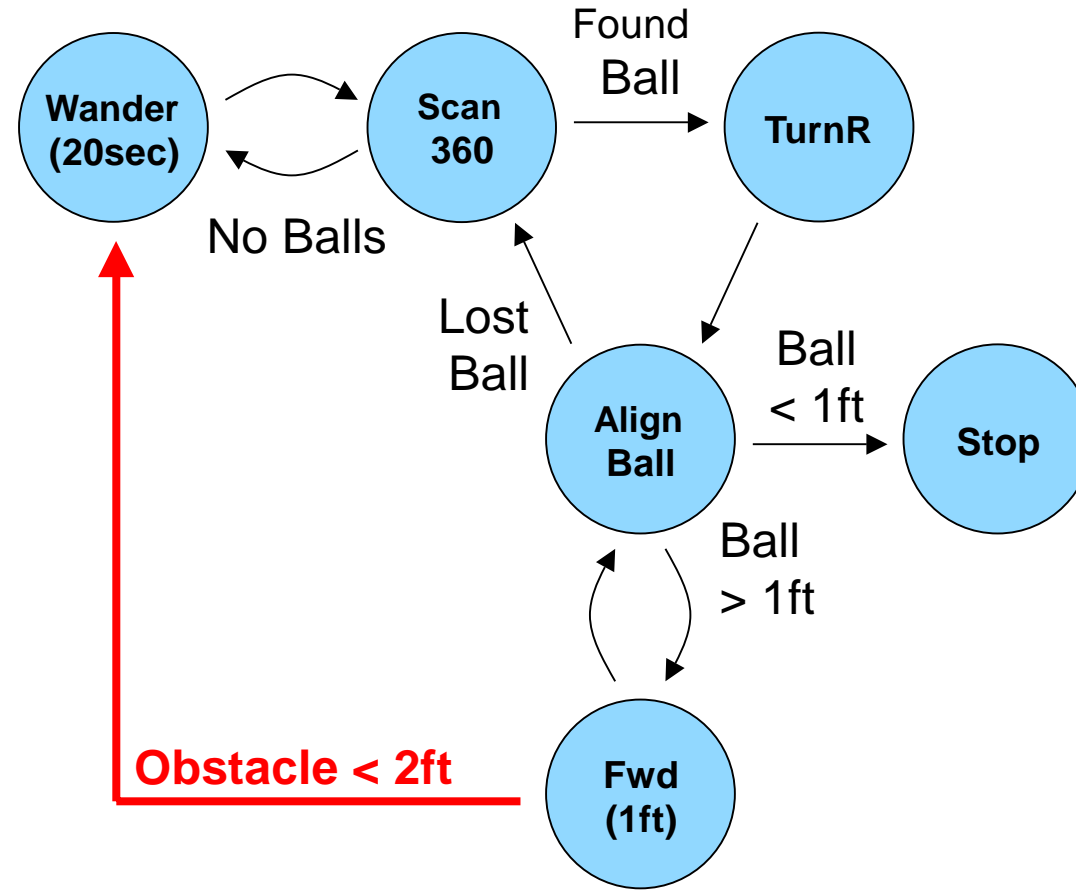 Found
Ball
Wander
(20sec)
Scan
360
TurnR
No Balls
Lost
Ball
Align
Ball
Ball
< 1ft
Stop
Ball
> 1ft
Obstacle < 2ft
Fwd
(1ft)